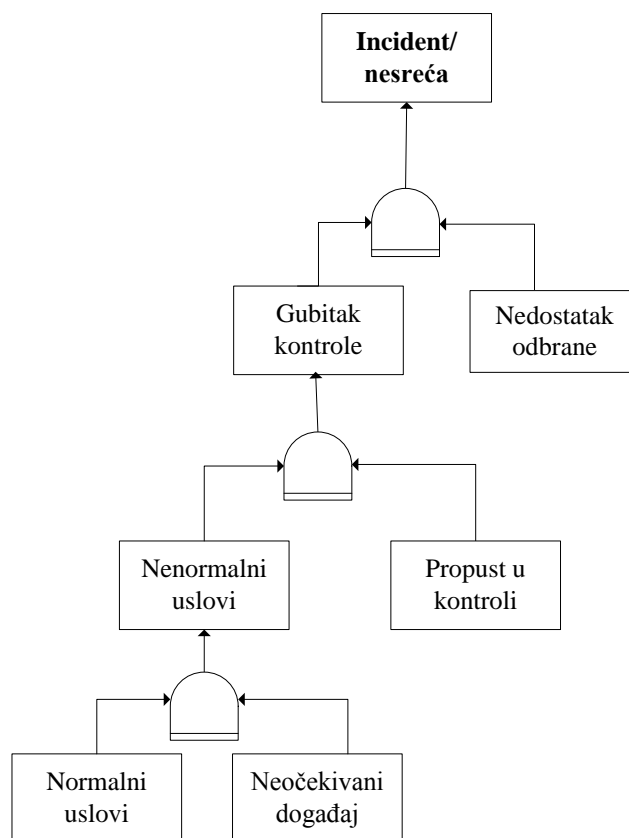 Incident/
nesreća
Gubitak
kontrole
Nedostatak
odbrane
Nenormalni
uslovi
Propust u
kontroli
Normalni
uslovi
Neočekivani
događaj